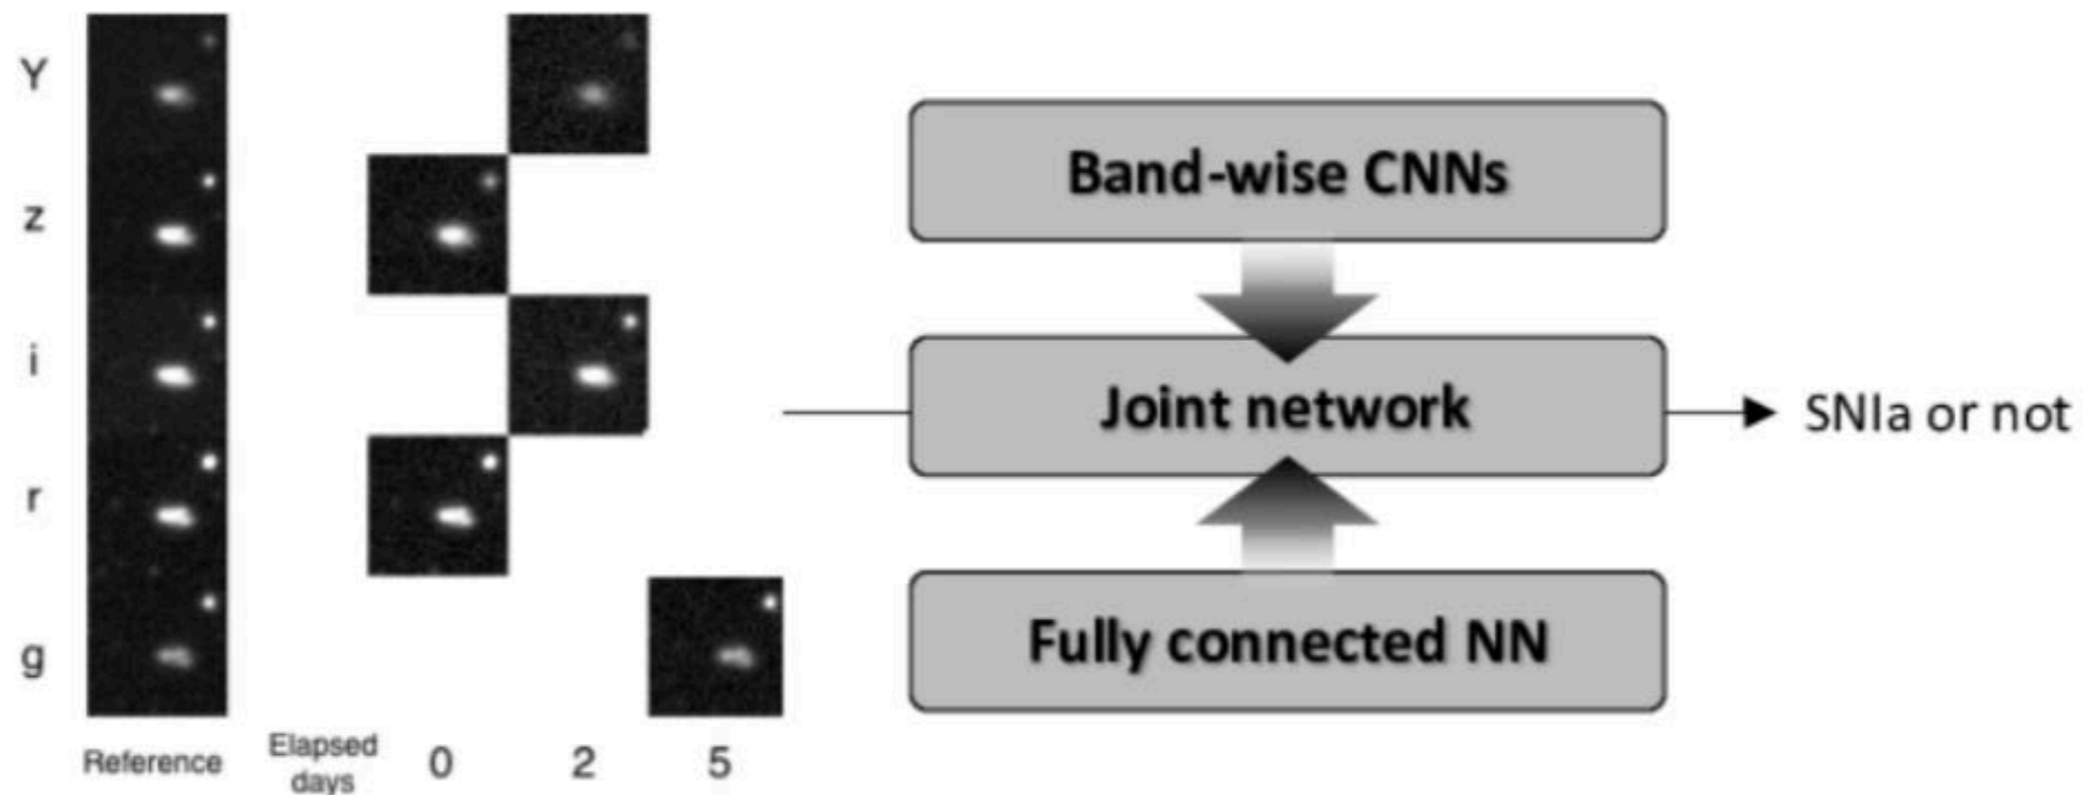 Y
z
i
r
g
Reference
Elapsed
days
0
2
5
Band-wise CNNs
Joint network
Fully connected NN
SNIa or not